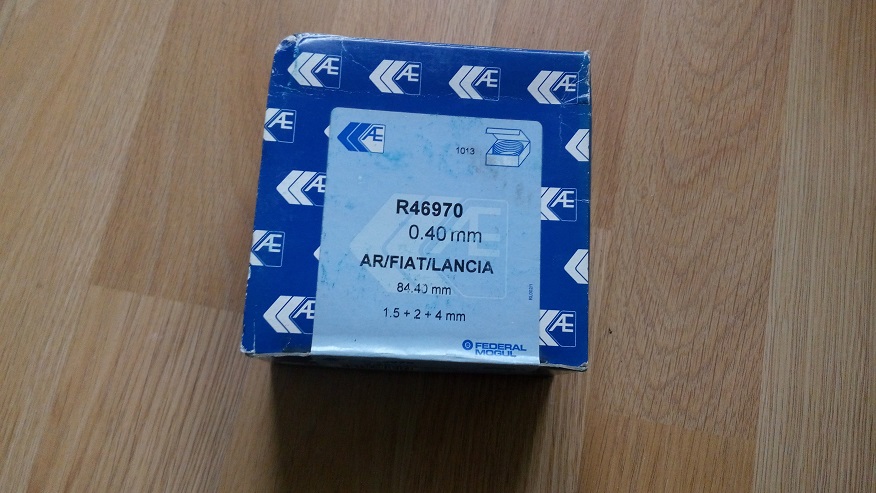 Æ Æ Æ Æ
Æ
Æ
1013
Æ
Æ
R46970
0.40 mm
AR/FIAT/LANCIA
Æ
84.40 mm
1.5 + 2 + 4 mm
Æ
Æ
FEDERAL
MOGUL